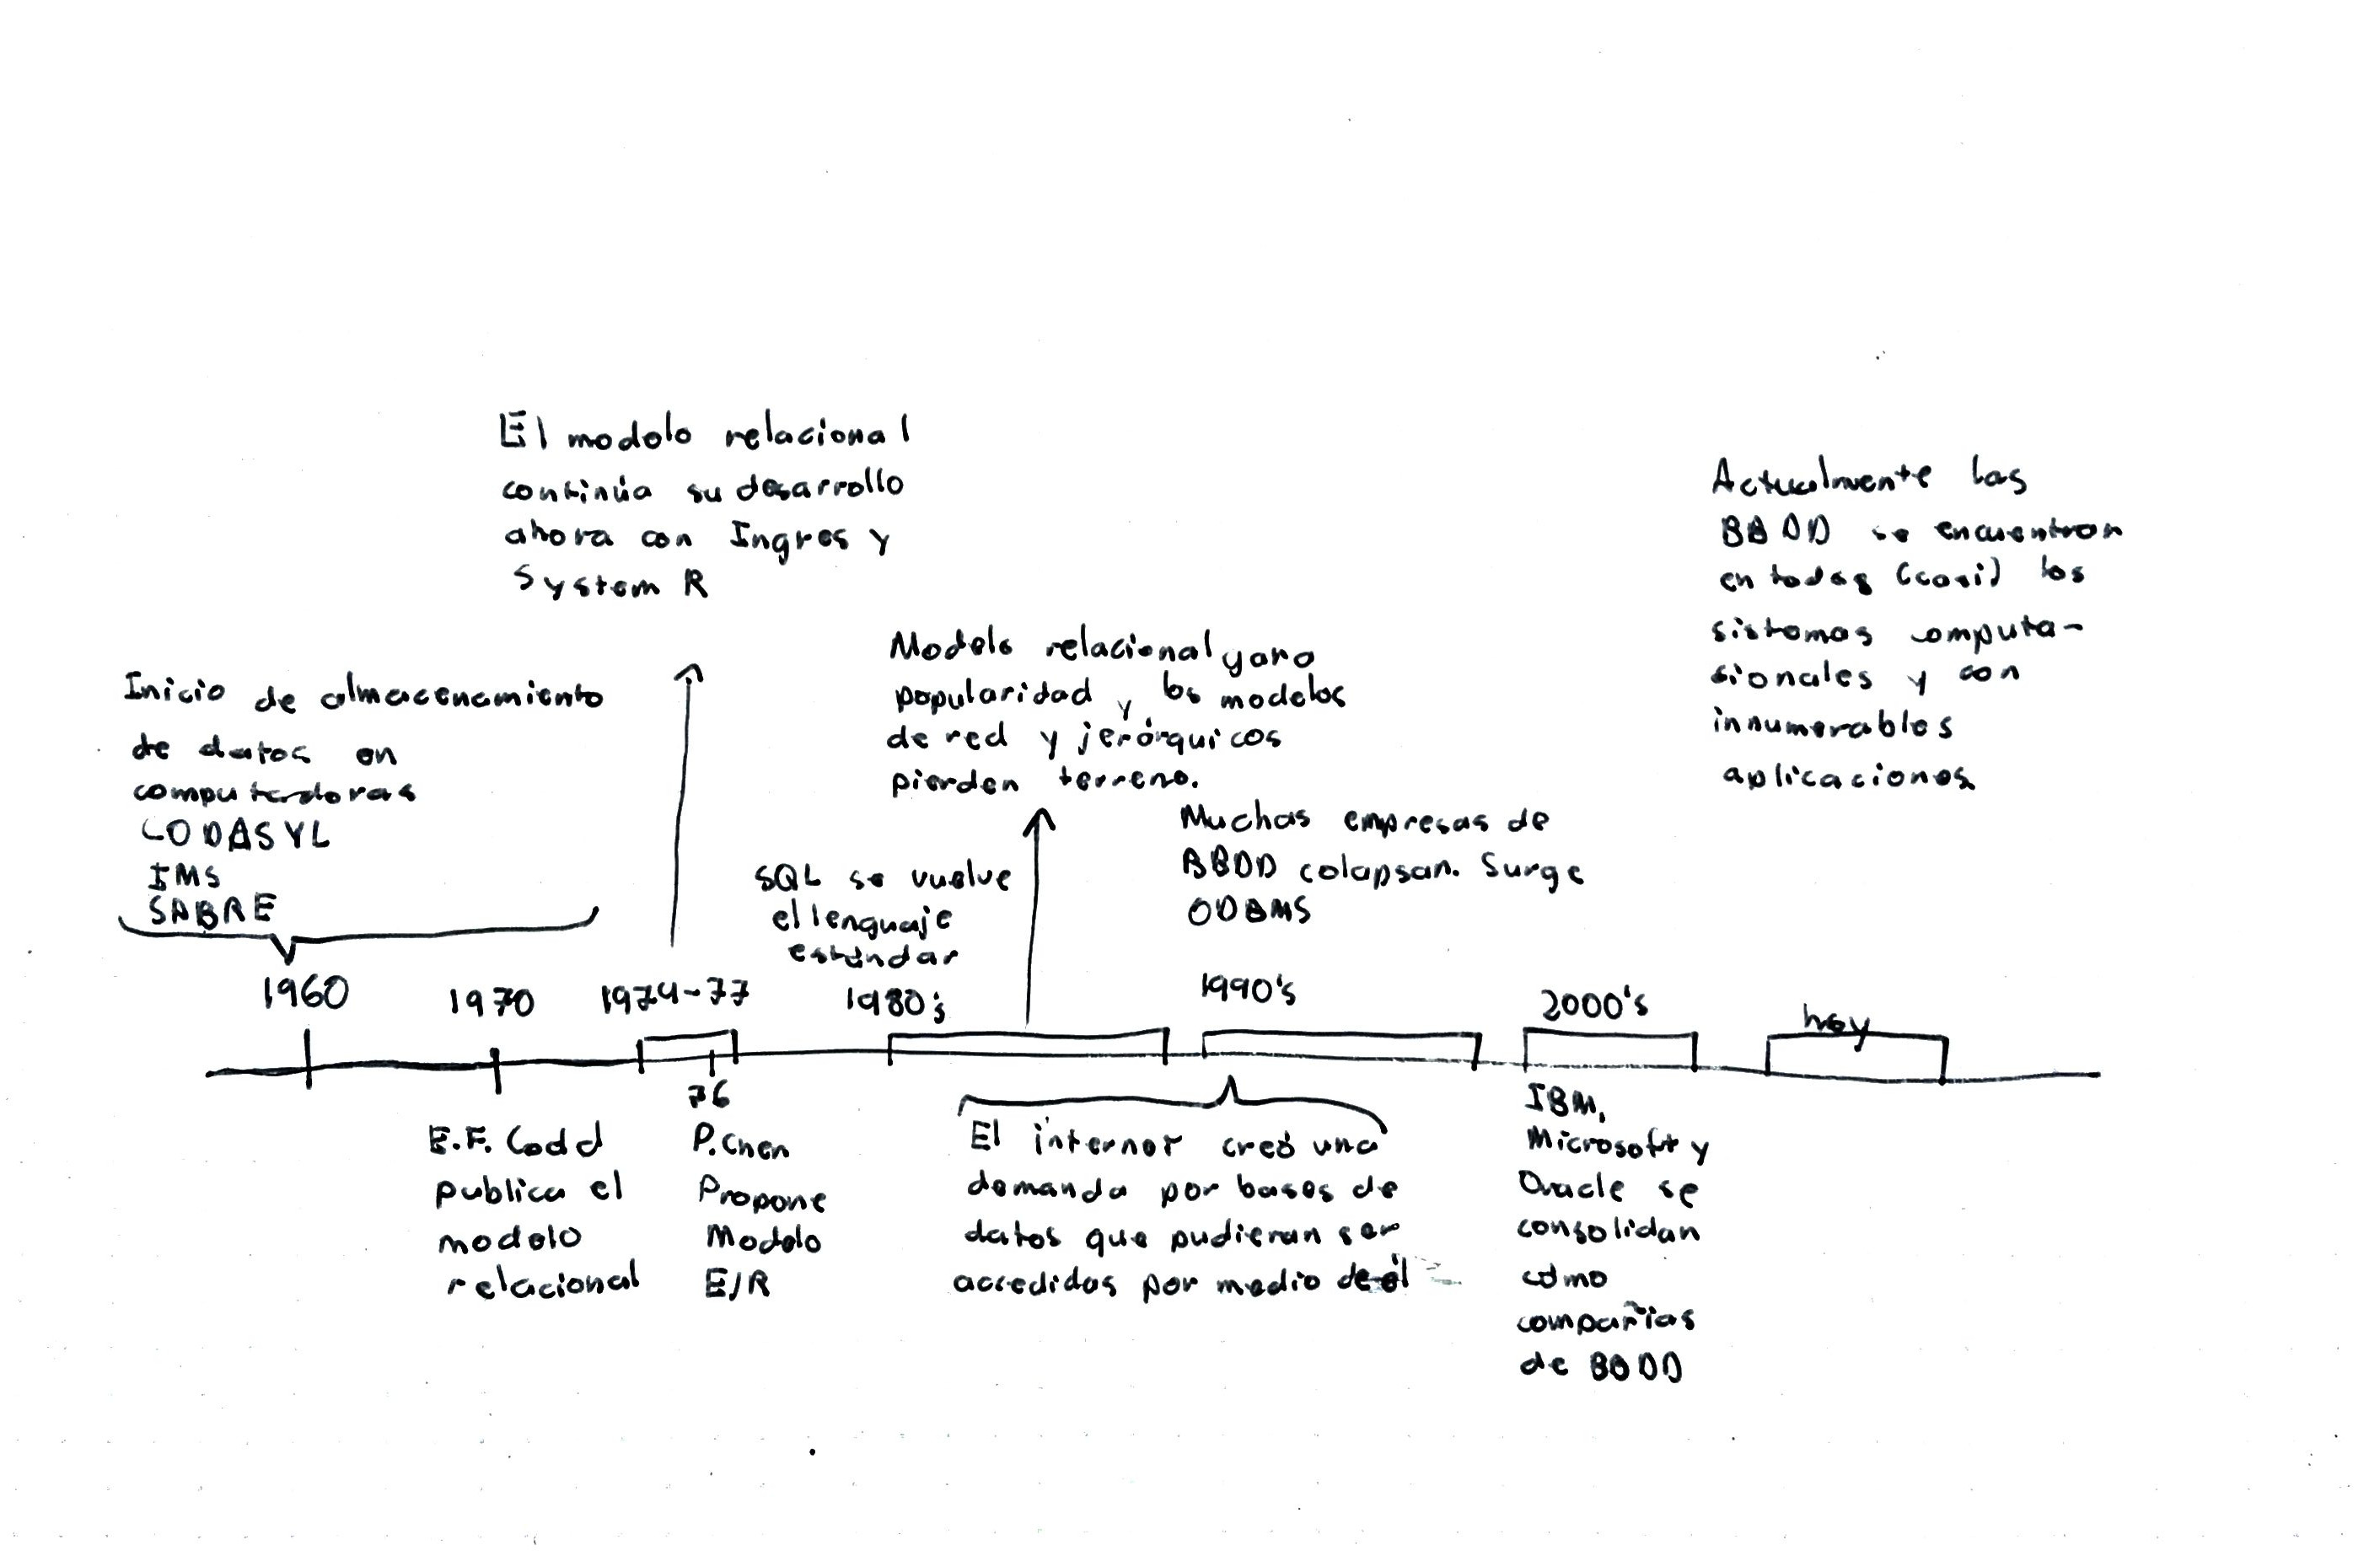 El modelo relacional
continúa su desarrollo
ahora con Ingres y
System R
Actualmente las
BBDD se encuentran
en todos (casi) los
sistemas computa-
sionales y con
innumerables
aplicaciones
Inicio de almacenamiento
de datos en
computadoras
CODASYL
IMS
SABRE
Modelo relacional gana
popularidad y los modelos
de red y jerárquicos
pierden terreno.
SQL se vuelve
el lenguaje
estándar
Muchas empresas de
BBDD colapsan. Surge
ODBMS
1960
1970
1974-77
1980's
1990's
2000's
hoy
76
E.F. Codd
publica el
modelo
relacional
P.Chen
Propone
Modelo
E/R
El internet creó una
demanda por bases de
datos que pudieran ser
accedidas por medio de él
IBM,
Microsoft y
Oracle se
consolidan
como
compañias
de BBDD